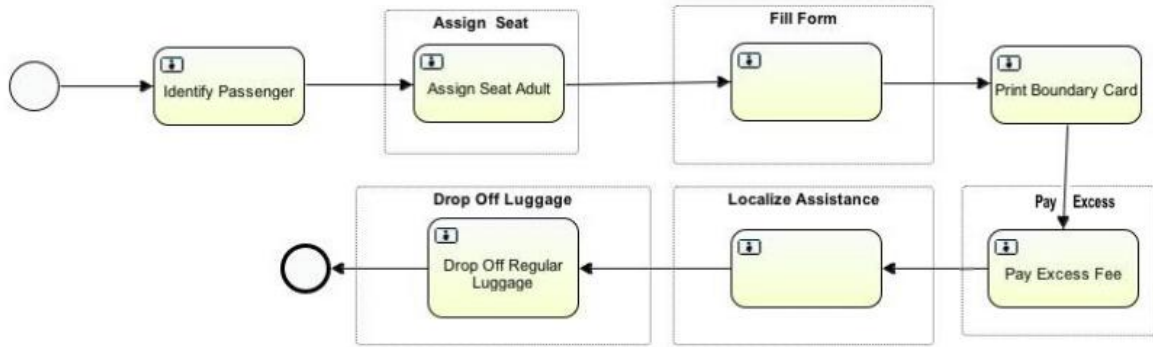 Assign Seat
Fill Form
Identify Passenger
Assign Seat Adult
Print Boundary Card
Drop Off Luggage
Localize Assistance
Pay Excess
Drop Off Regular
Luggage
Pay Excess Fee